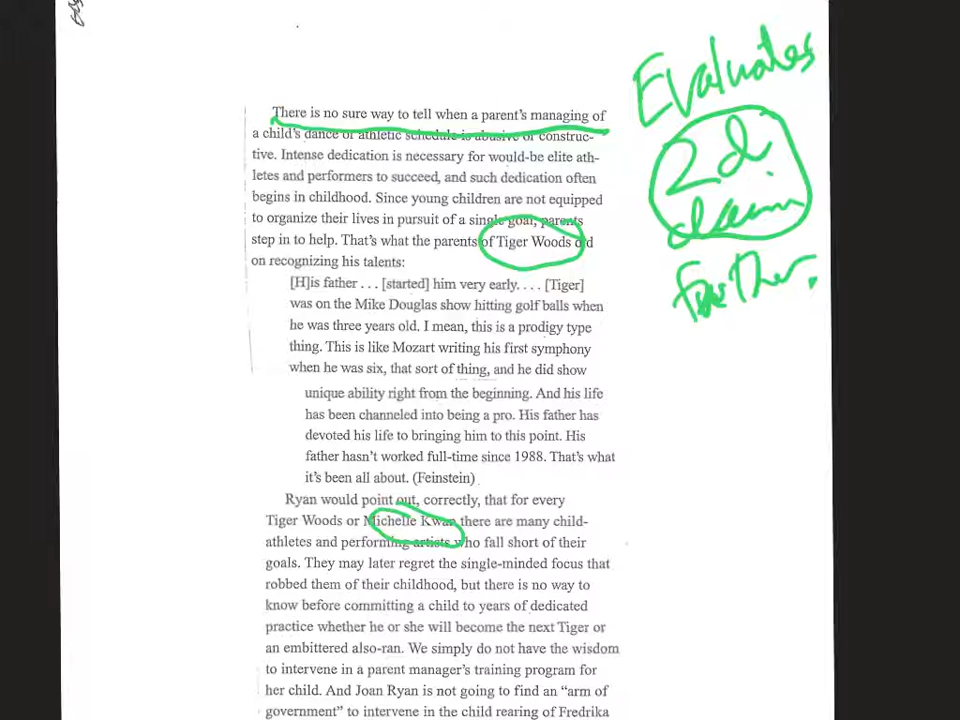 Evaluates
2d
claim
further.
There is no sure way to tell when a parent's managing of
a child's dance or athletic schedule is abusive or construc-
tive. Intense dedication is necessary for would-be elite ath-
letes and performers to succeed, and such dedication often
begins in childhood. Since young children are not equipped
to organize their lives in pursuit of a single goal, parents
step in to help. That's what the parents of Tiger Woods did
on recognizing his talents:
[H]is father . . . [started] him very early. . . . [Tiger]
was on the Mike Douglas show hitting golf balls when
he was three years old. I mean, this is a prodigy type
thing. This is like Mozart writing his first symphony
when he was six, that sort of thing, and he did show
unique ability right from the beginning. And his life
has been channeled into being a pro. His father has
devoted his life to bringing him to this point. His
father hasn't worked full-time since 1988. That's what
it's been all about. (Feinstein)
Ryan would point out, correctly, that for every
Tiger Woods or Michelle Kwan there are many child-
athletes and performing artists who fall short of their
goals. They may later regret the single-minded focus that
robbed them of their childhood, but there is no way to
know before committing a child to years of dedicated
practice whether he or she will become the next Tiger or
an embittered also-ran. We simply do not have the wisdom
to intervene in a parent manager's training program for
her child. And Joan Ryan is not going to find an "arm of
government" to intervene in the child rearing of Fredrika